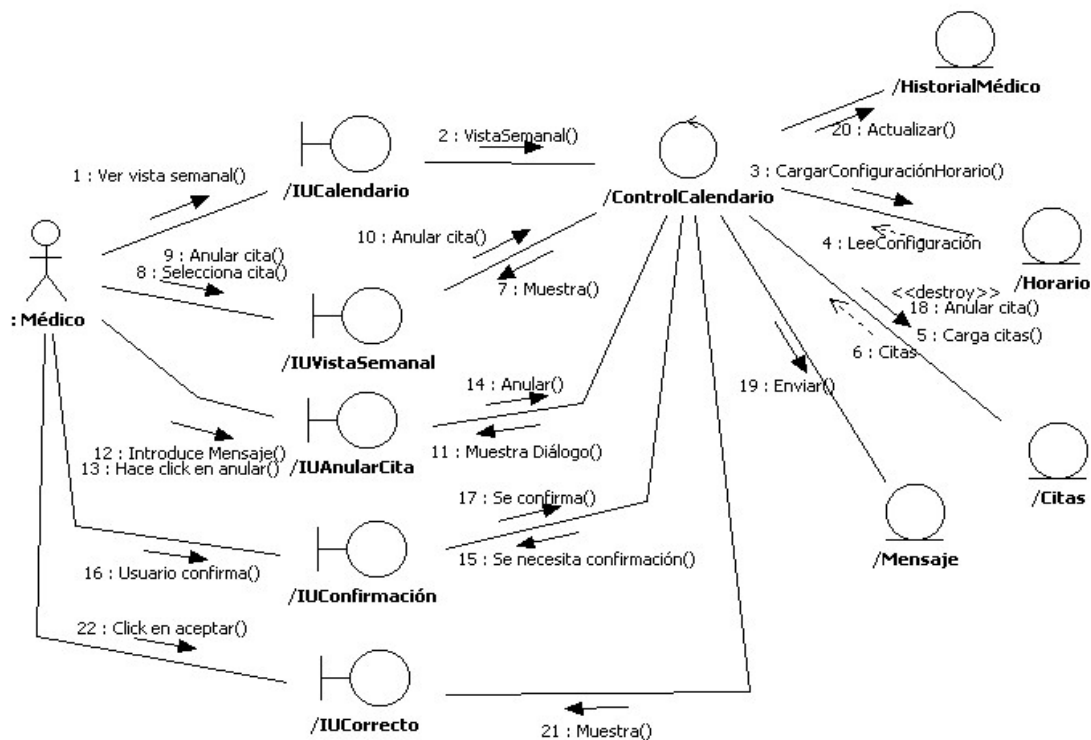 /HistorialMédico
20 : Actualizar()
2 : VistaSemanal()
3 : CargarConfiguraciónHorario()
1 : Ver vista semanal()
/IUCalendario
/ControlCalendario
9 : Anular cita()
8 : Selecciona cita()
10 : Anular cita()
4 : LeeConfiguración
/Horario
7 : Muestra()
<<destroy>>
18 : Anular cita()
5 : Carga citas()
6 : Citas
: Médico
/IUVistaSemanal
14 : Anular()
19 : Enviar()
12 : Introduce Mensaje()
13 : Hace click en anular()
/IUAnularCita
11 : Muestra Diálogo()
/Citas
17 : Se confirma()
/Mensaje
16 : Usuario confirma()
15 : Se necesita confirmación()
/IUConfirmación
22 : Click en aceptar()
/IUCorrecto
21 : Muestra()